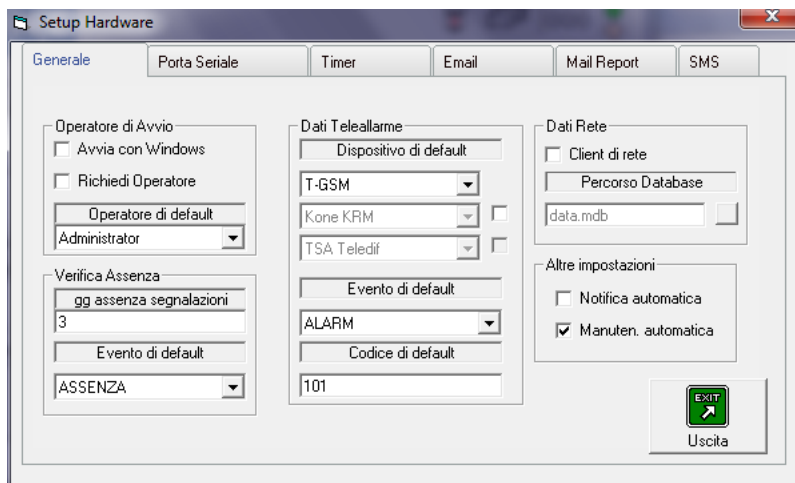 Setup Hardware
Generale
Porta Seriale
Timer
Email
Mail Report
SMS
Operatore di Avvio
Avvia con Windows
Richiedi Operatore
Operatore di default
Administrator
Verifica Assenza
gg assenza segnalazioni
3
Evento di default
ASSENZA
Dati Teleallarme
Dispositivo di default
T-GSM
Kone KRM
TSA Teledif
Evento di default
ALARM
Codice di default
101
Dati Rete
Client di rete
Percorso Database
data.mdb
Altre impostazioni
Notifica automatica
Manuten. automatica
EXIT
Uscita